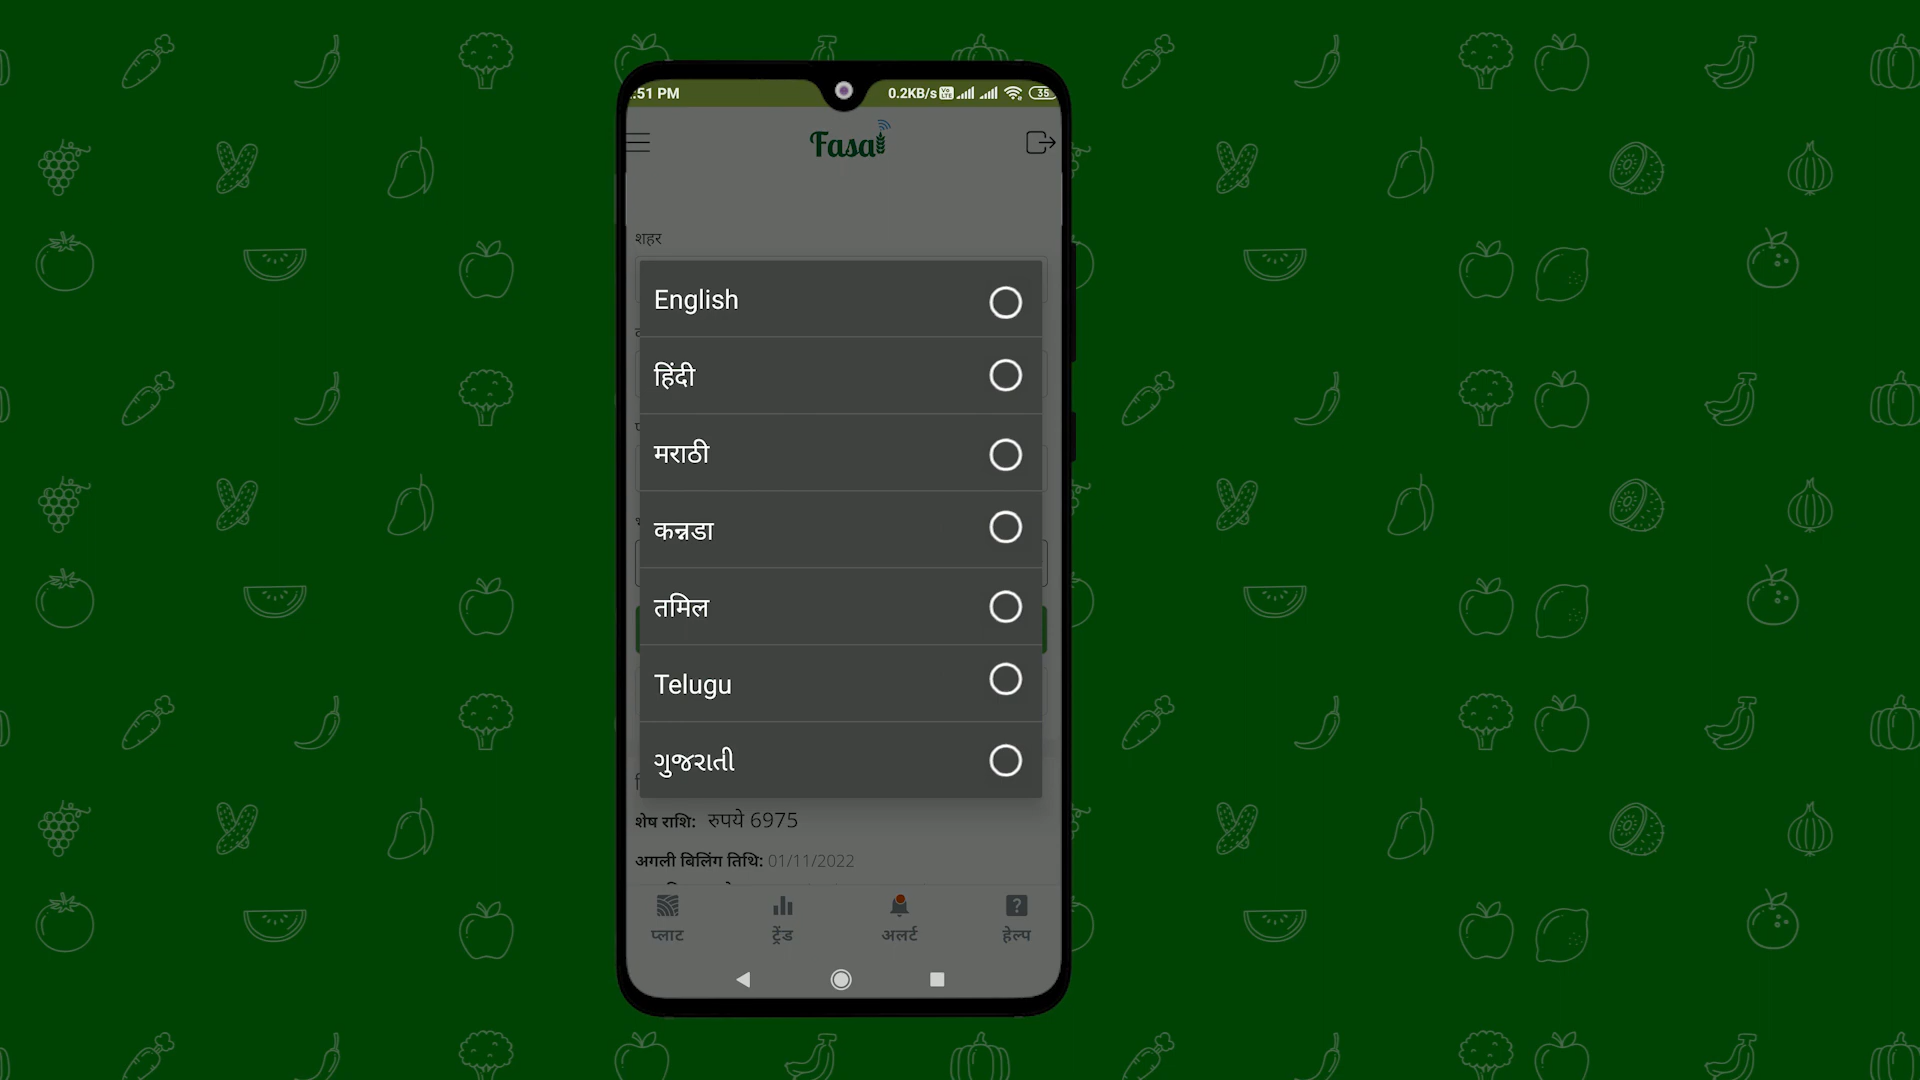 :51 PM
0.2KB/s
35
Fasal
शहर
English
हिंदी
मराठी
कन्नडा
तमिल
Telugu
ગુજરાતી
शेष राशि: रुपये 6975
अगली बिलिंग तिथि: 01/11/2022
प्लाट
ट्रेंड
अलर्ट
हेल्प